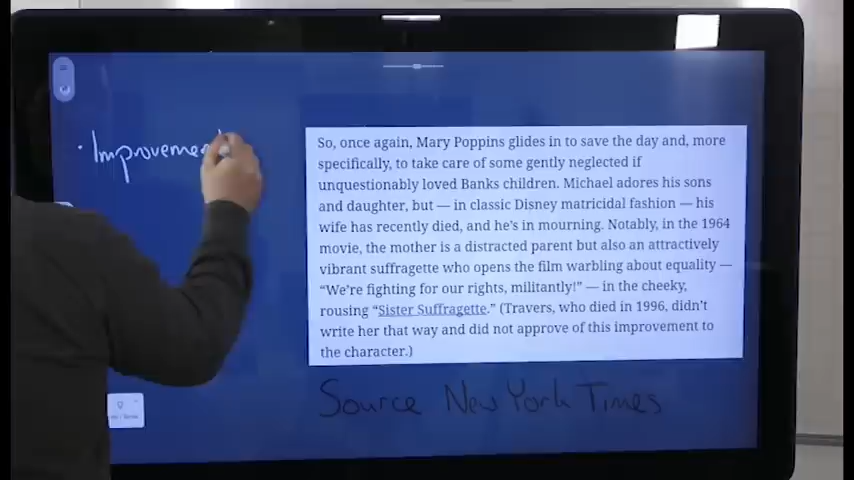 · Improvement
So, once again, Mary Poppins glides in to save the day and, more
specifically, to take care of some gently neglected if
unquestionably loved Banks children. Michael adores his sons
and daughter, but — in classic Disney matricidal fashion — his
wife has recently died, and he's in mourning. Notably, in the 1964
movie, the mother is a distracted parent but also an attractively
vibrant suffragette who opens the film warbling about equality —
“We're fighting for our rights, militantly!” — in the cheeky,
rousing “Sister Suffragette.” (Travers, who died in 1996, didn't
write her that way and did not approve of this improvement to
the character.)
Source New York Times